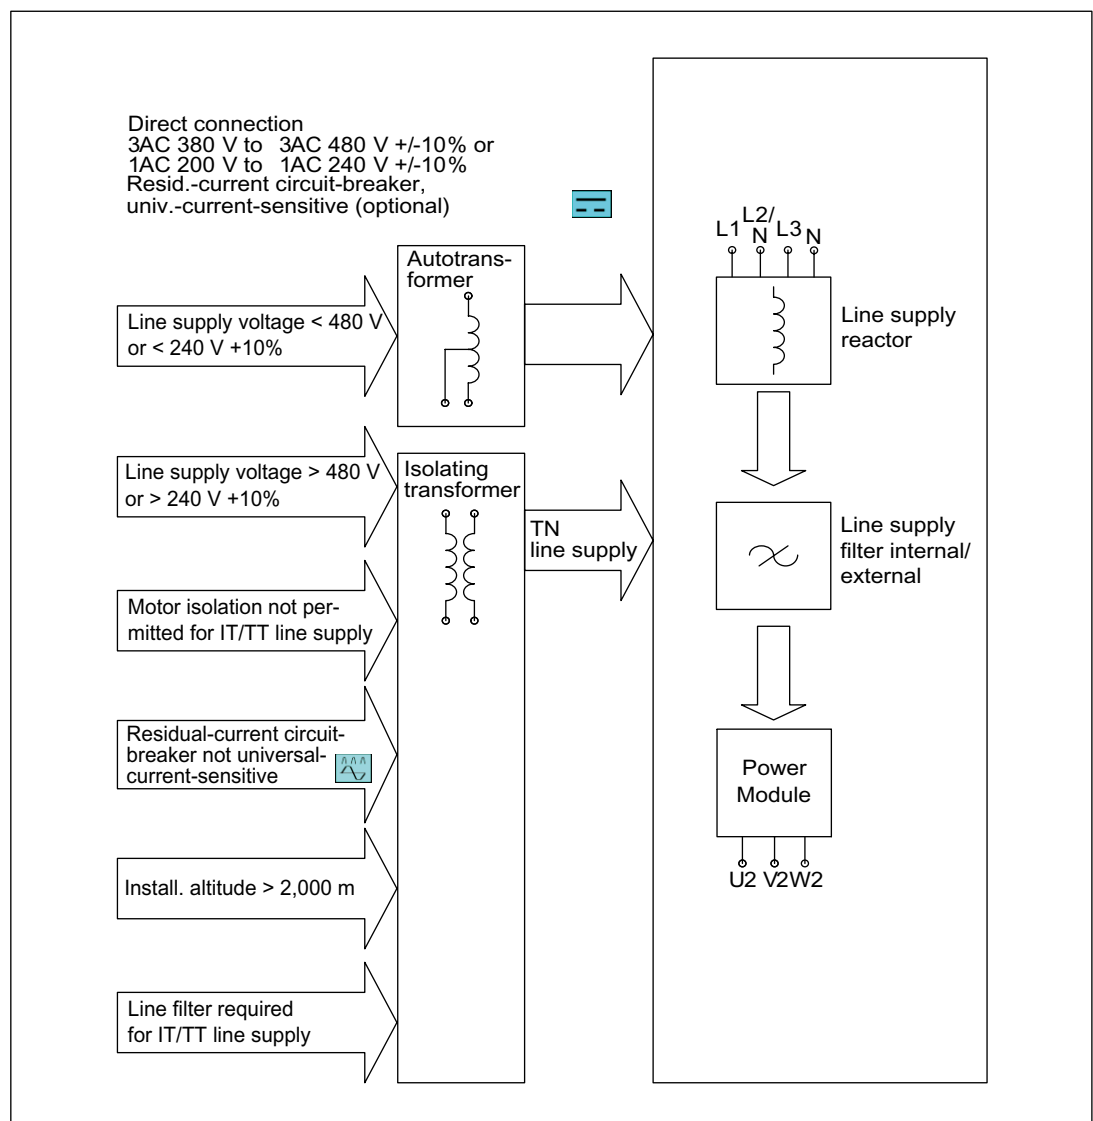 Direct connection
3AC 380 V to 3AC 480 V +/-10% or
1AC 200 V to 1AC 240 V +/-10%
Resid.-current circuit-breaker,
univ.-current-sensitive (optional)
Autotrans-
former
Line supply voltage < 480 V
or < 240 V +10%
Line supply voltage > 480 V
or > 240 V +10%
Isolating
transformer
TN
line supply
Motor isolation not per-
mitted for IT/TT line supply
Residual-current circuit-
breaker not universal-
current-sensitive
Install. altitude > 2,000 m
Line filter required
for IT/TT line supply
L1 L2/ L3 N
N
Line supply
reactor
Line supply
filter internal/
external
Power
Module
U2 V2 W2